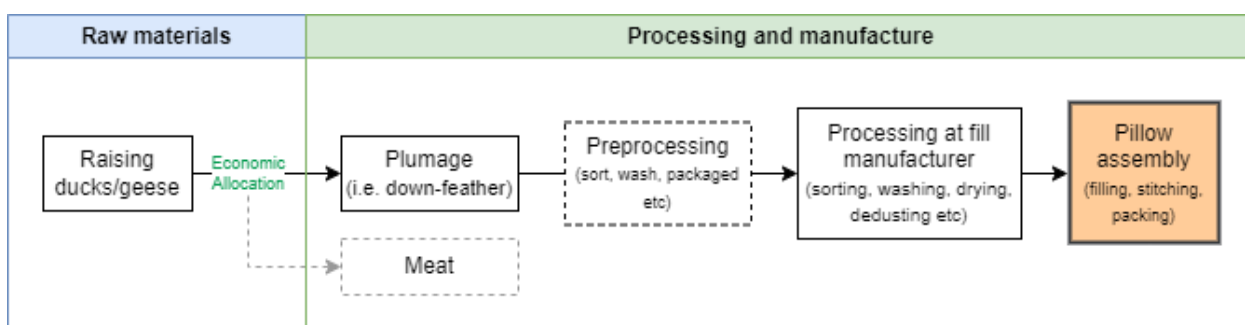 Raw materials
Processing and manufacture
Raising
ducks/geese
Economic
Allocation
Plumage
(i.e. down-feather)
Meat
Preprocessing
(sort, wash, packaged
etc)
Processing at fill
manufacturer
(sorting, washing, drying,
dedusting etc)
Pillow
assembly
(filling, stitching,
packing)